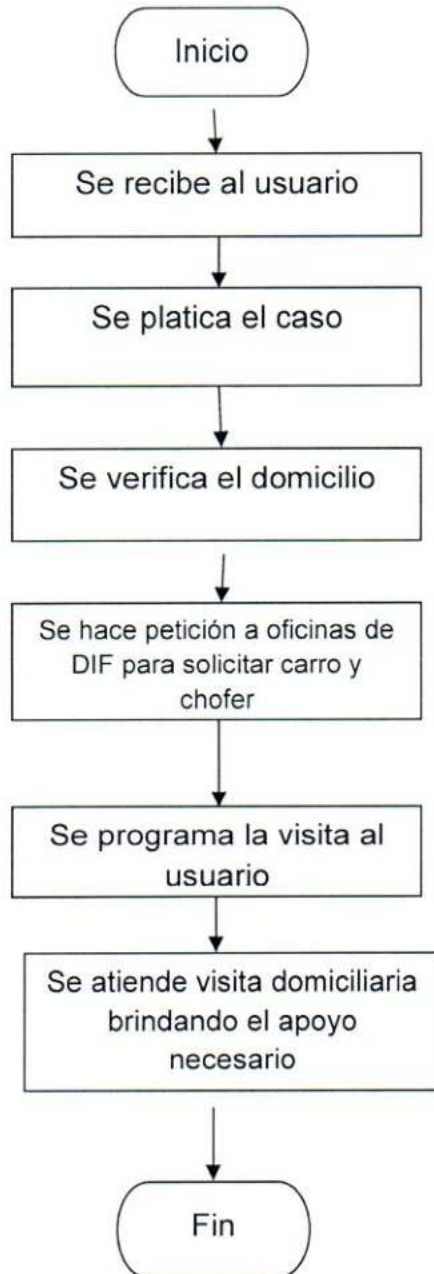 Inicio
Se recibe al usuario
Se platica el caso
Se verifica el domicilio
Se hace petición a oficinas de
DIF para solicitar carro y
chofer
Se programa la visita al
usuario
Se atiende visita domiciliaria
brindando el apoyo
necesario
Fin